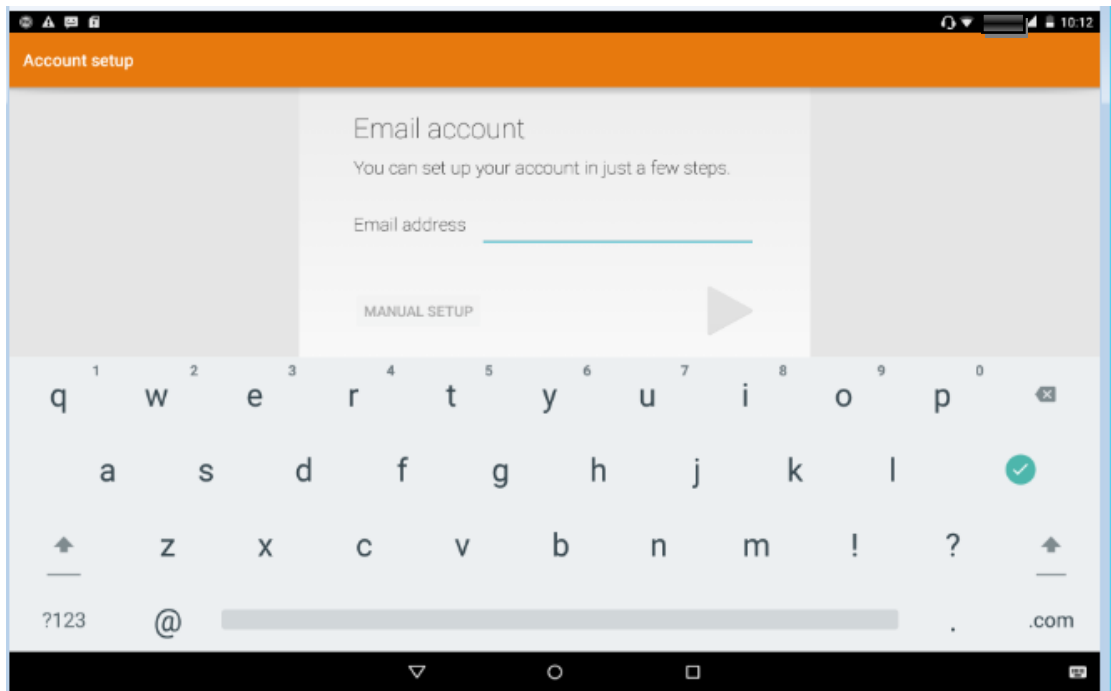 10:12
Account setup
Email account
You can set up your account in just a few steps.
Email address
MANUAL SETUP
q 1 w 2 e 3 r 4 t 5 y 6 u 7 i 8 o 9 p 0
a s d f g h j k l
z x c v b n m ! ?
?123 @ . .com